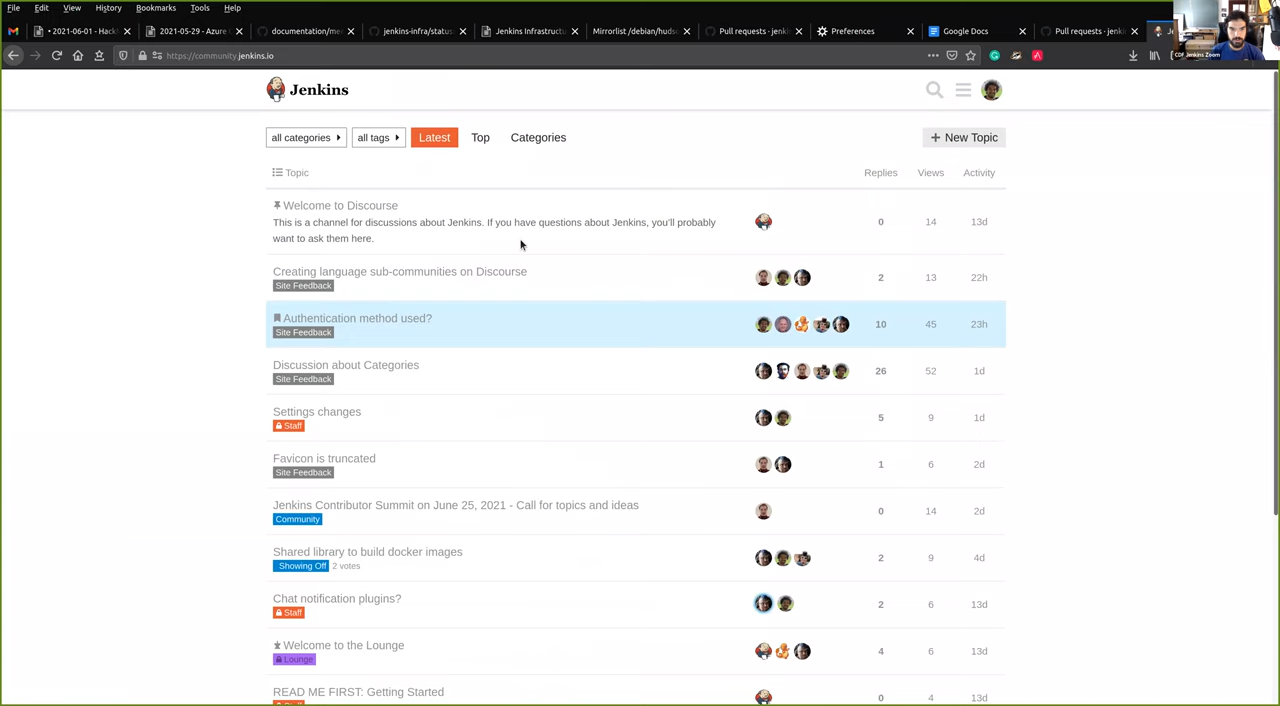 File Edit View History Bookmarks Tools Help
• 2021-06-01 - Hack 2021-05-29 - Azure documentation/me jenkins-infra/status Jenkins Infrastruct Mirrorlist /debian/huds Pull requests · jenki Preferences Google Docs Pull requests · jenki
https://community.jenkins.io
CDF Jenkins Zoom
Jenkins
all categories all tags Latest Top Categories + New Topic
Topic Replies Views Activity
Welcome to Discourse
This is a channel for discussions about Jenkins. If you have questions about Jenkins, you'll probably
want to ask them here.
0 14 13d
Creating language sub-communities on Discourse
Site Feedback
2 13 22h
Authentication method used?
Site Feedback
10 45 23h
Discussion about Categories
Site Feedback
26 52 1d
Settings changes
Staff
5 9 1d
Favicon is truncated
Site Feedback
1 6 2d
Jenkins Contributor Summit on June 25, 2021 - Call for topics and ideas
Community
0 14 2d
Shared library to build docker images
Showing Off 2 votes
2 9 4d
Chat notification plugins?
Staff
2 6 13d
Welcome to the Lounge
Lounge
4 6 13d
READ ME FIRST: Getting Started
0 4 13d